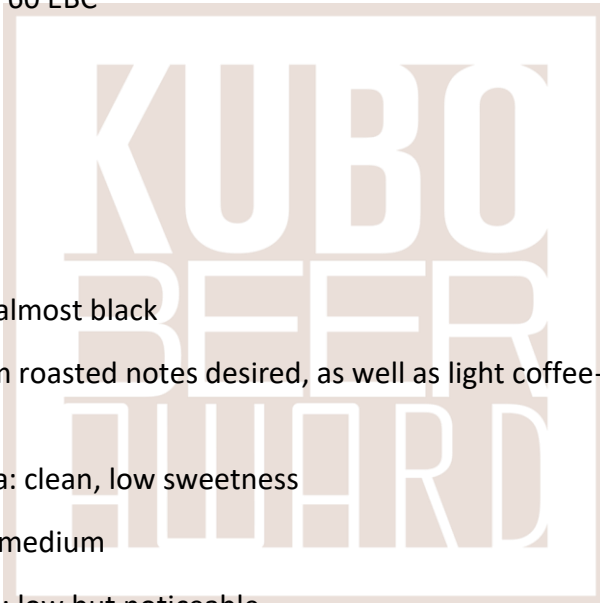 60 EBC
KUBO
almost black
BEER
roasted notes desired, as well as light coffee-
AWARD
a: clean, low sweetness
medium
: low but noticeable